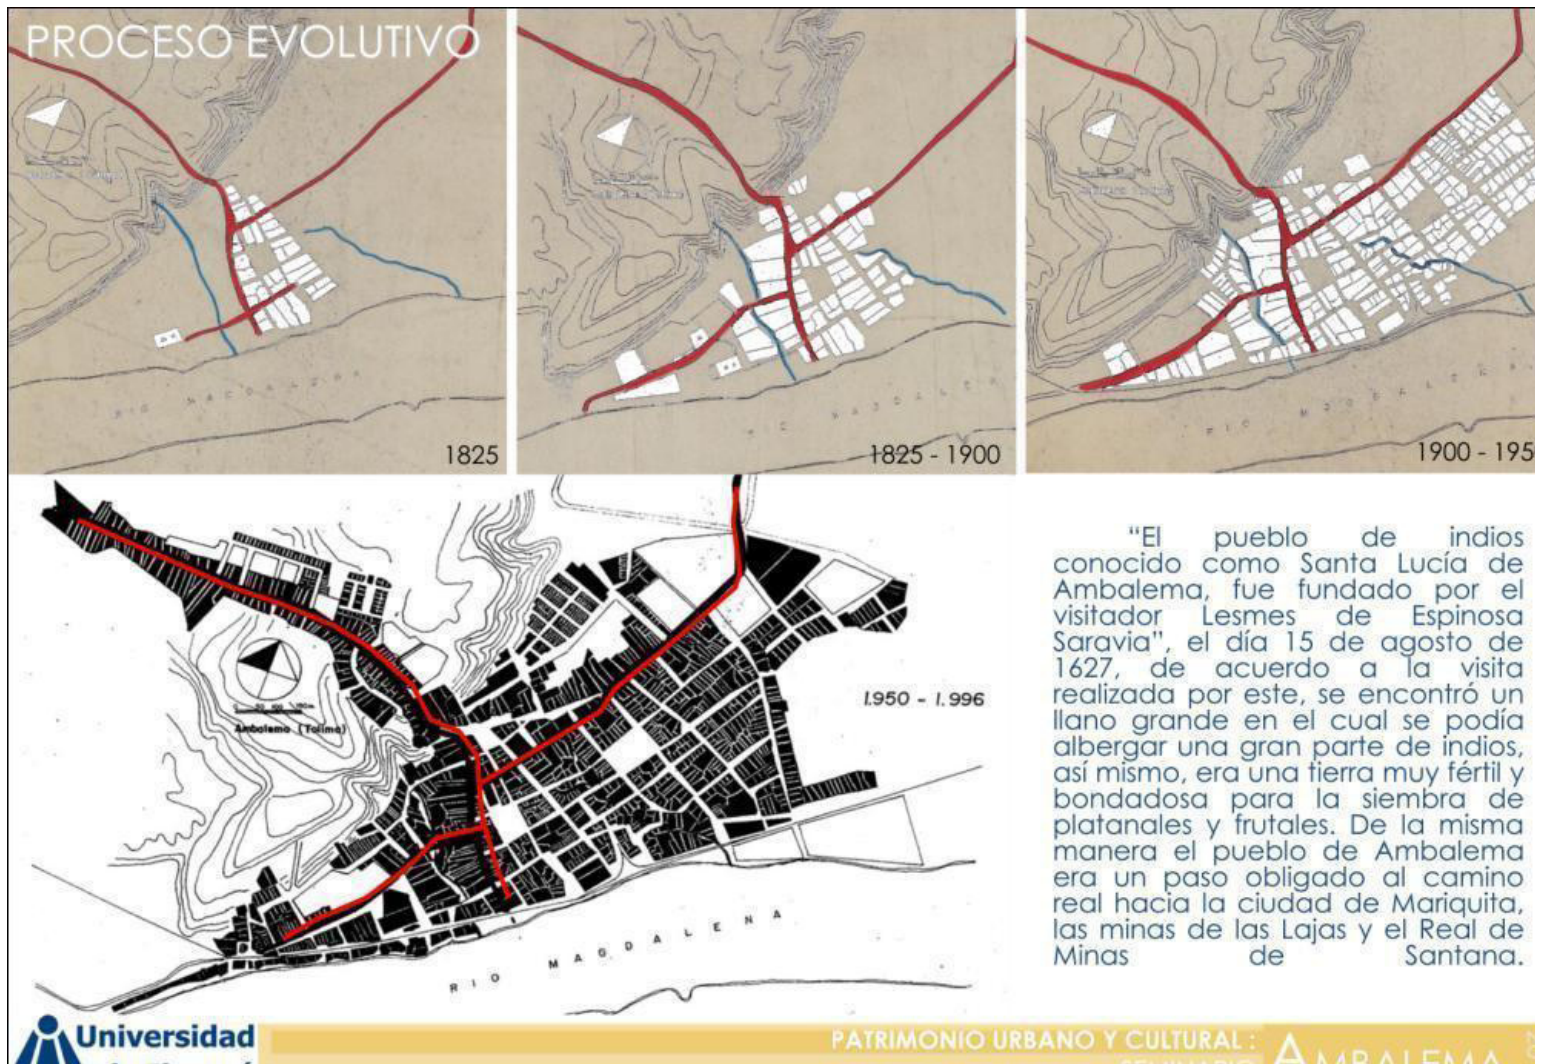 PROCESO EVOLUTIVO
RIO MAGDALENA
1825
1825 - 1900
RIO MAGDALENA
1900 - 195
1.950 - 1.996
Ambalema (Tolima)
RIO MAGDALENA
“El pueblo de indios
conocido como Santa Lucía de
Ambalema, fue fundado por el
visitador Lesmes de Espinosa
Saravia”, el día 15 de agosto de
1627, de acuerdo a la visita
realizada por este, se encontró un
llano grande en el cual se podía
albergar una gran parte de indios,
así mismo, era una tierra muy fértil y
bondadosa para la siembra de
platanales y frutales. De la misma
manera el pueblo de Ambalema
era un paso obligado al camino
real hacia la ciudad de Mariquita,
las minas de las Lajas y el Real de
Minas de Santana.
Universidad
PATRIMONIO URBANO Y CULTURAL :
SEMINARIO
AMBALEMA